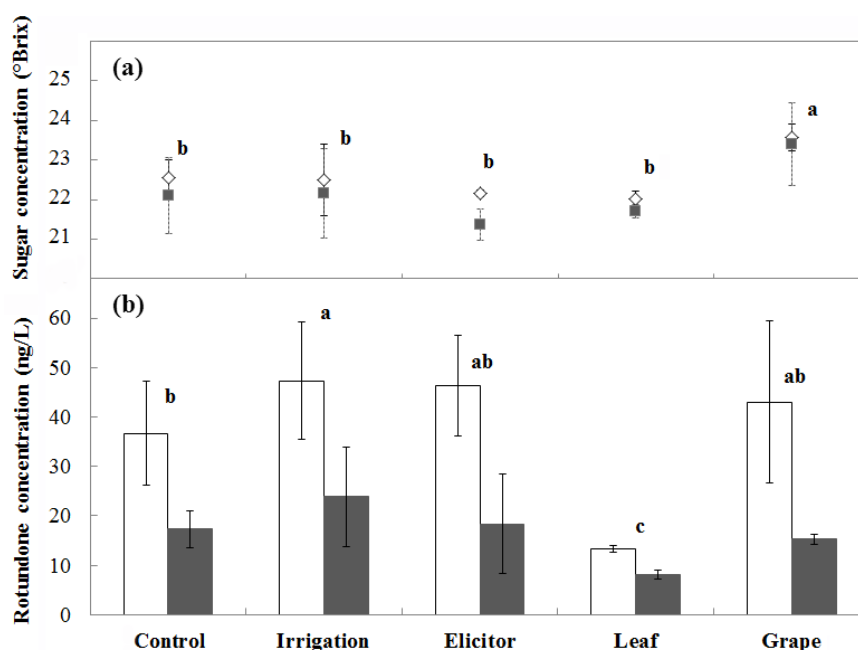 Sugar concentration (°Brix)
(a)
25
24
23
22
21
b
b
b
b
a
Rotundone concentration (ng/L)
(b)
60
50
40
30
20
10
0
b
a
ab
c
ab
Control Irrigation Elicitor Leaf Grape